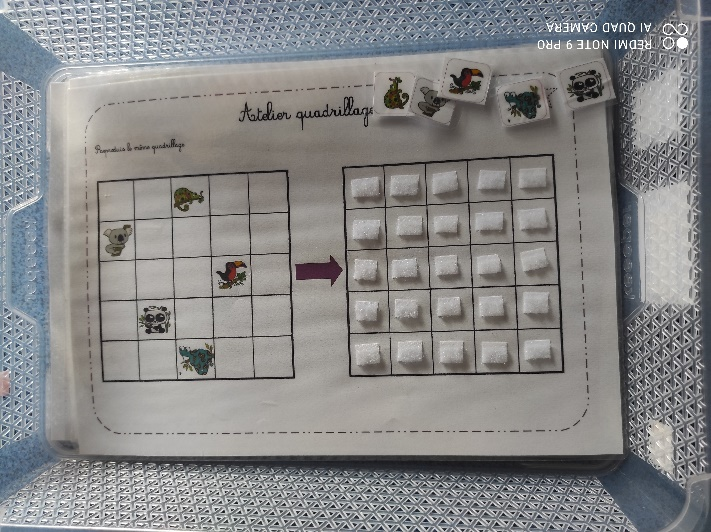 Atelier quadrillage
Reproduis le même quadrillage
REDMI NOTE 9 PRO
AI QUAD CAMERA